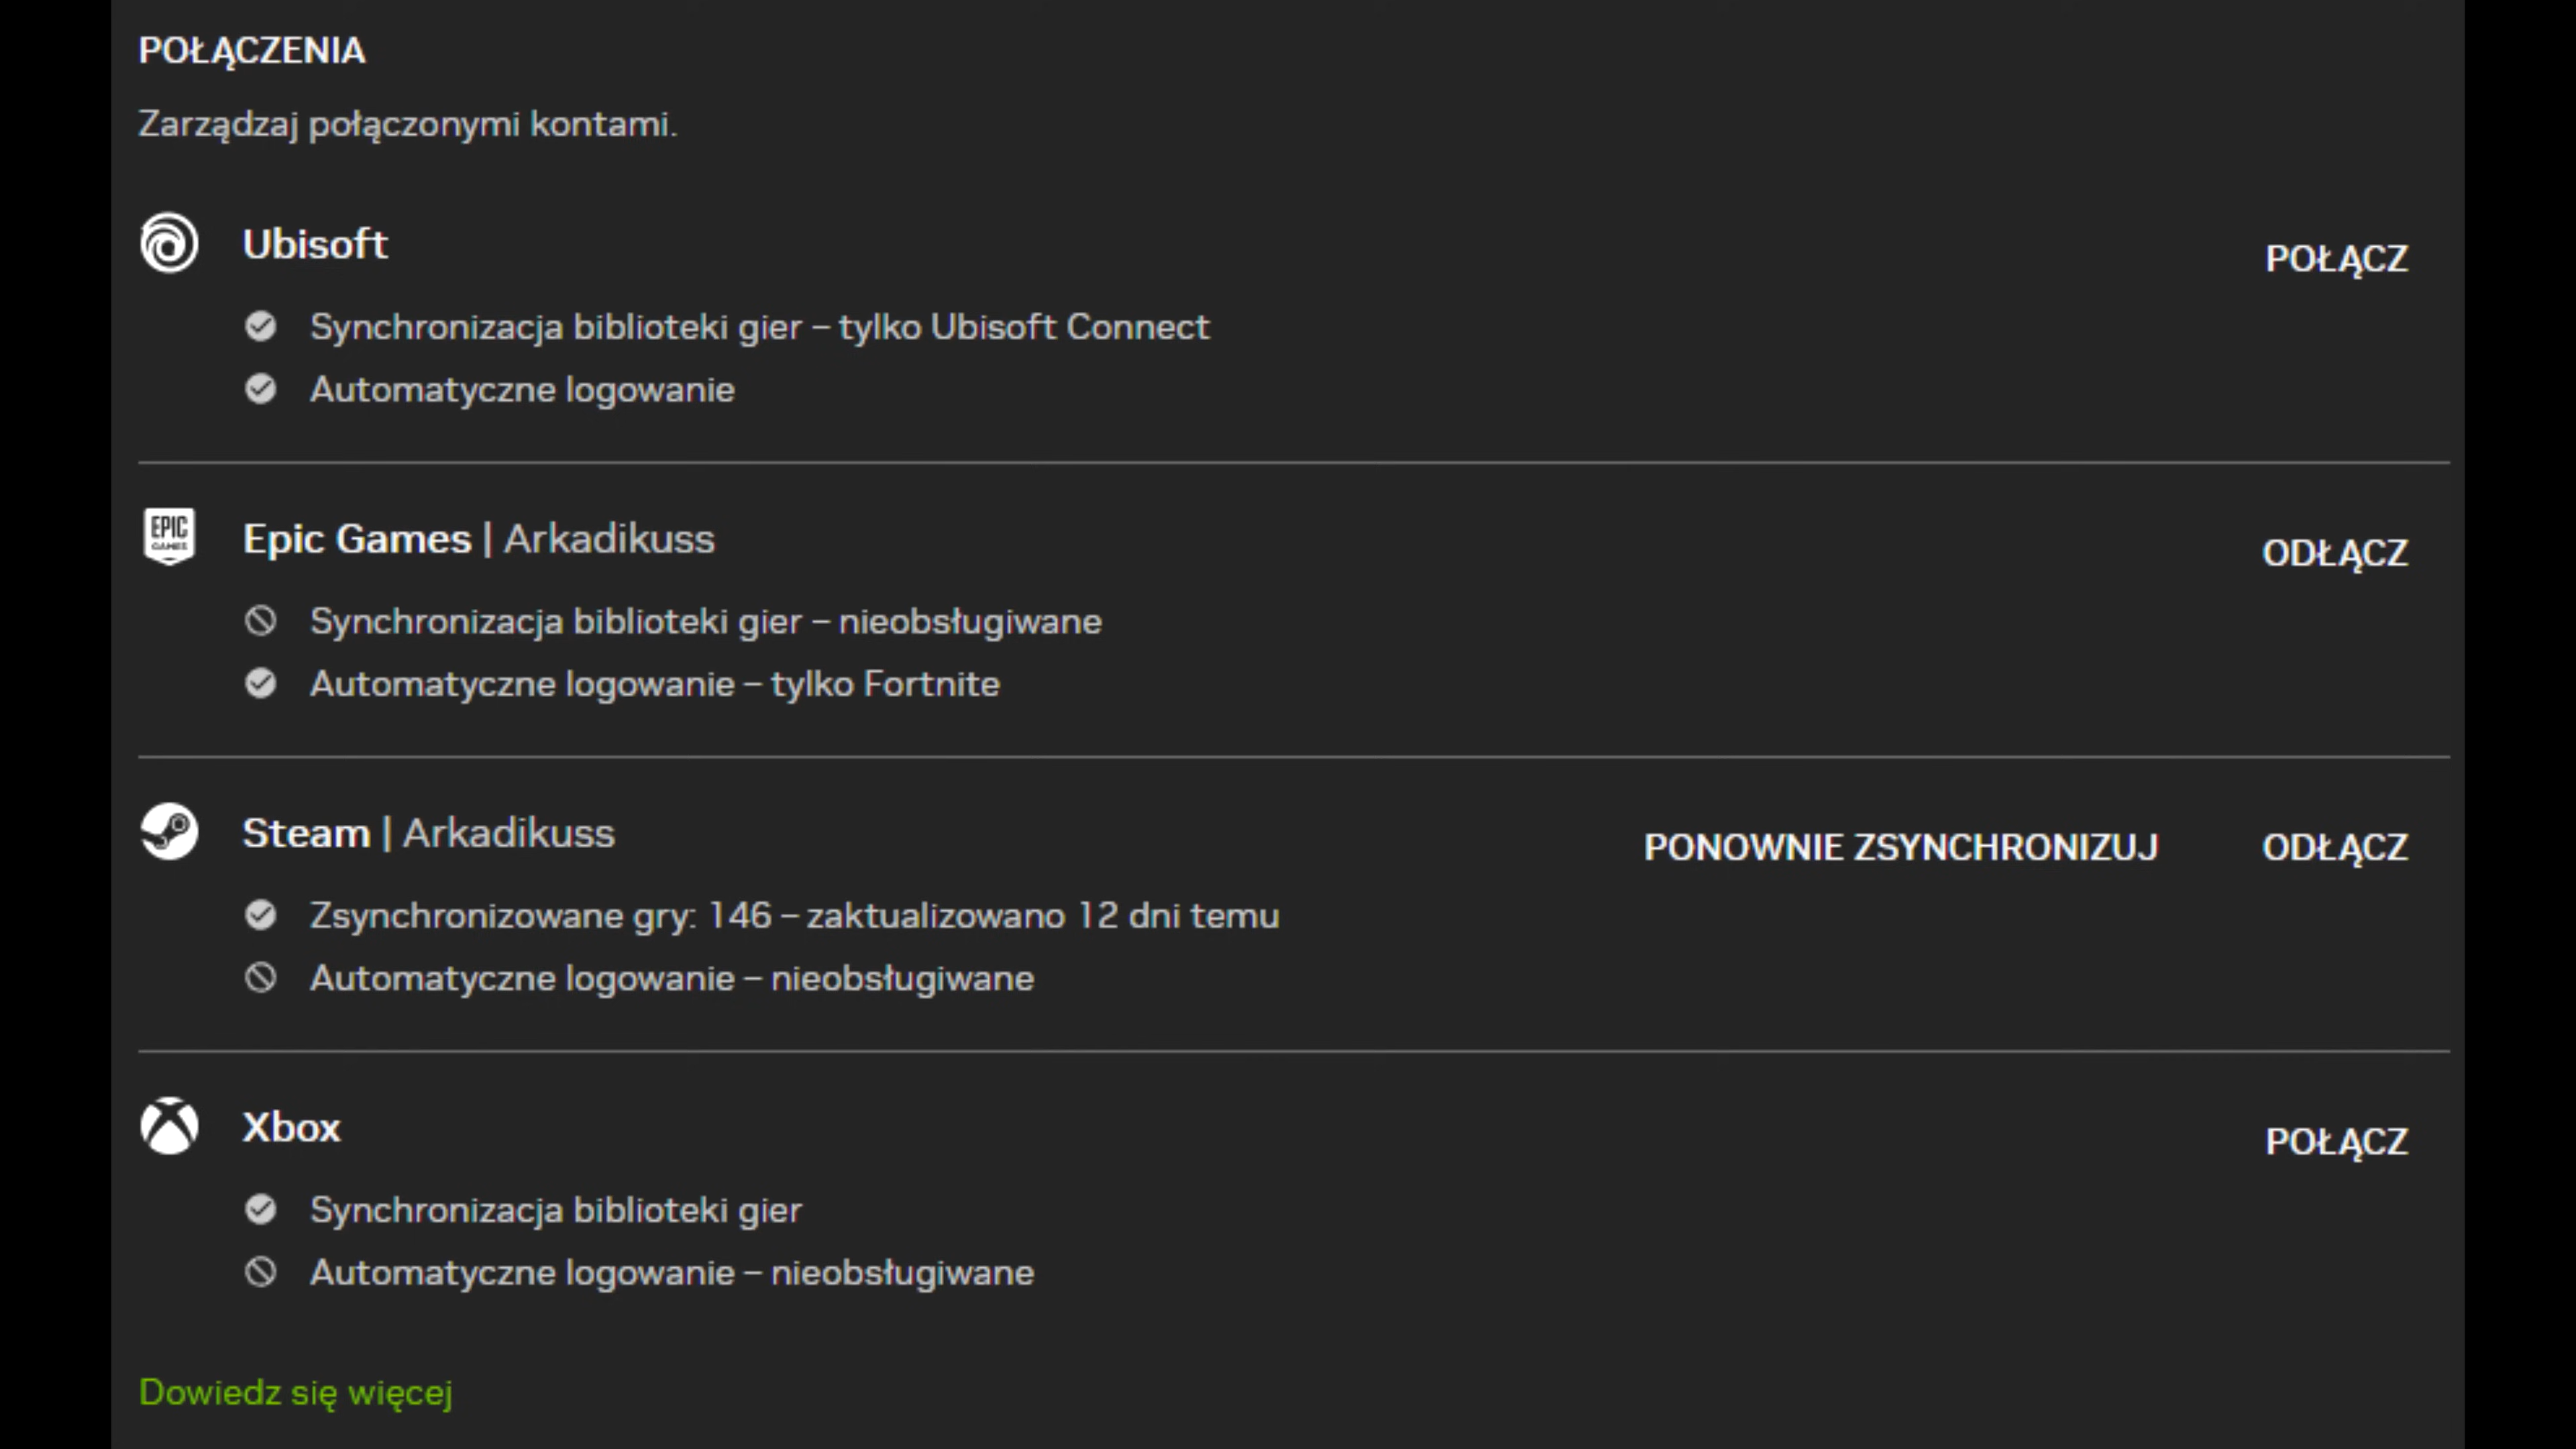 POŁĄCZENIA
Zarządzaj połączonymi kontami.
Ubisoft
POŁĄCZ
Synchronizacja biblioteki gier – tylko Ubisoft Connect
Automatyczne logowanie
EPIC
GAMES
Epic Games | Arkadikuss
ODŁĄCZ
Synchronizacja biblioteki gier – nieobsługiwane
Automatyczne logowanie – tylko Fortnite
Steam | Arkadikuss
PONOWNIE ZSYNCHRONIZUJ
ODŁĄCZ
Zsynchronizowane gry: 146 – zaktualizowano 12 dni temu
Automatyczne logowanie – nieobsługiwane
Xbox
POŁĄCZ
Synchronizacja biblioteki gier
Automatyczne logowanie – nieobsługiwane
Dowiedz się więcej